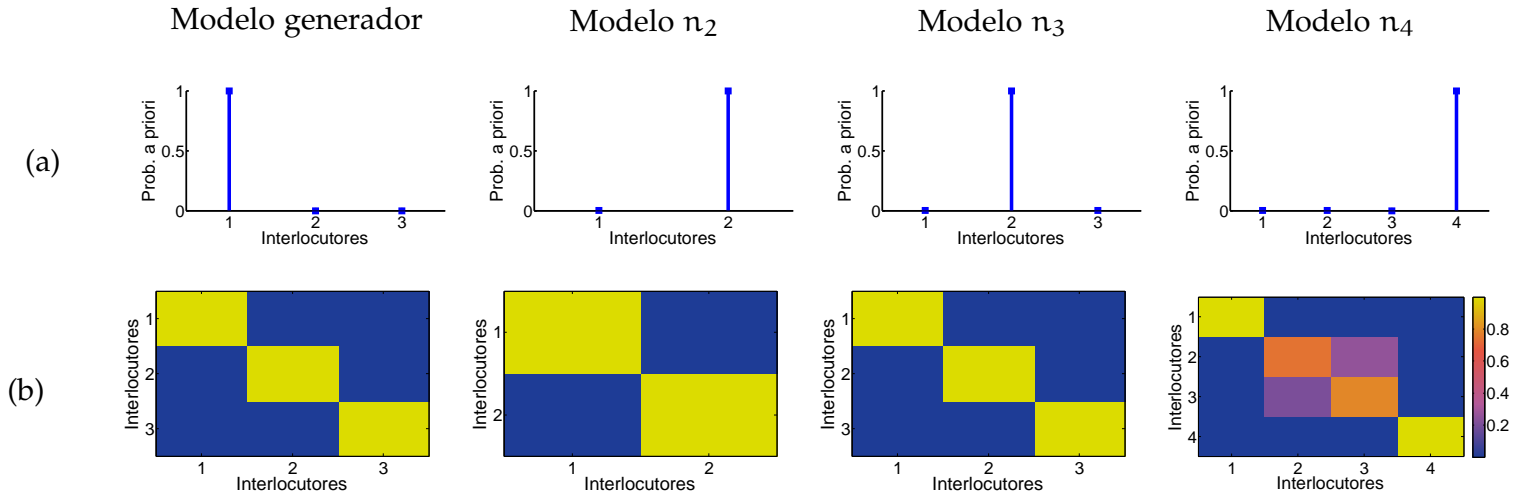 Modelo generador
Modelo n2
Modelo n3
Modelo n4
(a)
Prob. a priori
1
0.5
0
1 2 3
Interlocutores
Prob. a priori
1
0.5
0
1 2
Interlocutores
Prob. a priori
1
0.5
0
1 2 3
Interlocutores
Prob. a priori
1
0.5
0
1 2 3 4
Interlocutores
(b)
Interlocutores
1
2
3
1 2 3
Interlocutores
Interlocutores
1
2
1 2
Interlocutores
Interlocutores
1
2
3
1 2 3
Interlocutores
Interlocutores
1
2
3
4
1 2 3 4
Interlocutores
0.8
0.6
0.4
0.2